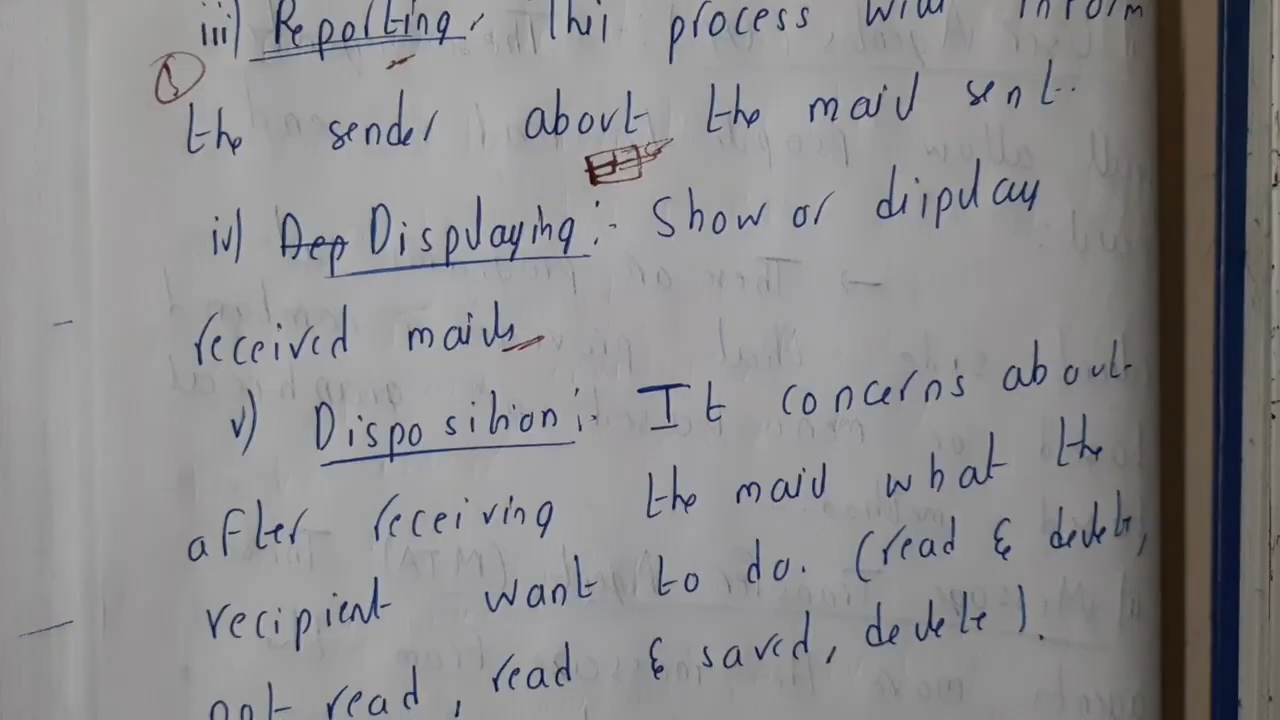 iii) Reporting: This process will inform
the sender about the mail sent.
iv) Dep Displaying :- Show or display
received mails
v) Disposition :- It concerns about
after receiving the mail what the
recipient want to do. (read & delete,
not read, read & saved, delete).